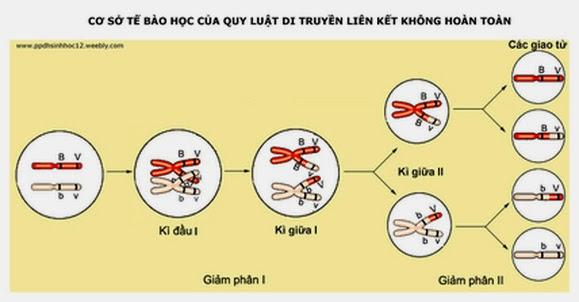 CƠ SỞ TẾ BÀO HỌC CỦA QUY LUẬT DI TRUYỀN LIÊN KẾT KHÔNG HOÀN TOÀN
www.ppdhsinhhoc12.weebly.com
Các giao tử
B V
b v
B V
b v
Kì đầu I
B V
B v
b V
b v
Kì giữa I
B V
B v
Kì giữa II
b V
b v
B V
B v
b V
b v
Giảm phân I
Giảm phân II